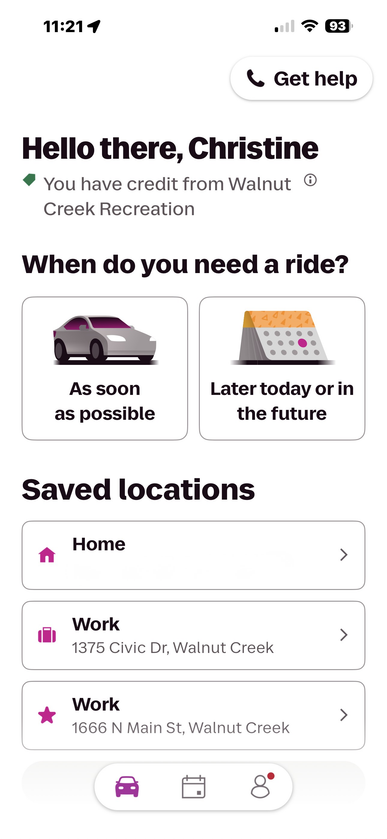 11:21
93
Get help
Hello there, Christine
You have credit from Walnut
Creek Recreation
When do you need a ride?
As soon
as possible
Later today or in
the future
Saved locations
Home
Work
1375 Civic Dr, Walnut Creek
Work
1666 N Main St, Walnut Creek